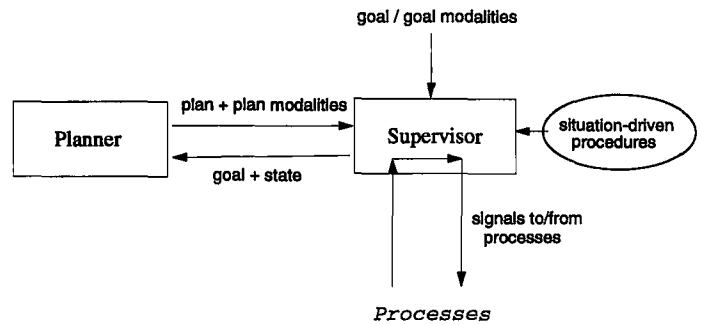 goal / goal modalities
plan + plan modalities
Planner
Supervisor
situation-driven
procedures
goal + state
signals to/from
processes
Processes